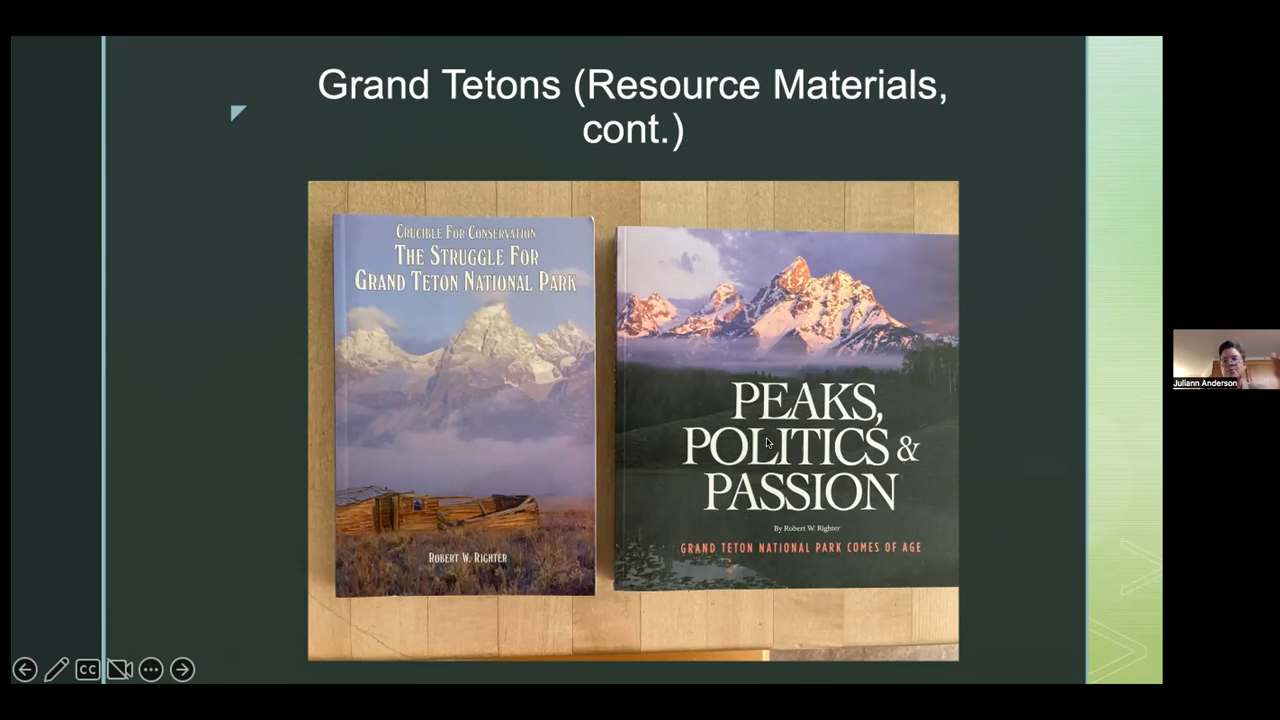 Grand Tetons (Resource Materials,
cont.)
CRUCIBLE FOR CONSERVATION
THE STRUGGLE FOR
GRAND TETON NATIONAL PARK
ROBERT W. RIGHTER
PEAKS,
POLITICS &
PASSION
By Robert W. Righter
GRAND TETON NATIONAL PARK COMES OF AGE
Juliann Anderson
CC